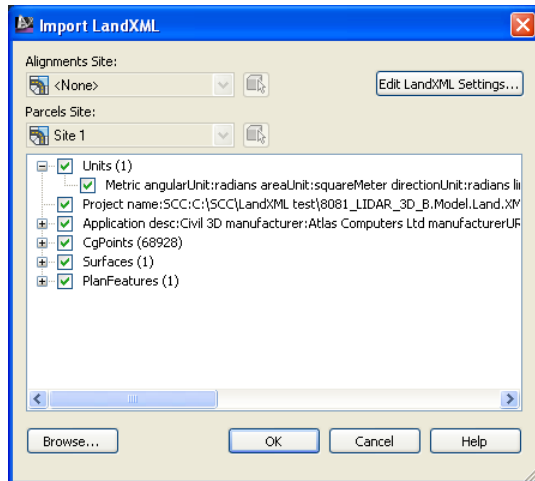 Import LandXML
Alignments Site:
<None>
Edit LandXML Settings...
Parcels Site:
Site 1
Units (1)
Metric angularUnit:radians areaUnit:squareMeter directionUnit:radians li
Project name:SCC:C:\SCC\LandXML test\8081_LIDAR_3D_B.Model.Land.XM
Application desc:Civil 3D manufacturer:Atlas Computers Ltd manufacturerUR
CgPoints (68928)
Surfaces (1)
PlanFeatures (1)
Browse... OK Cancel Help